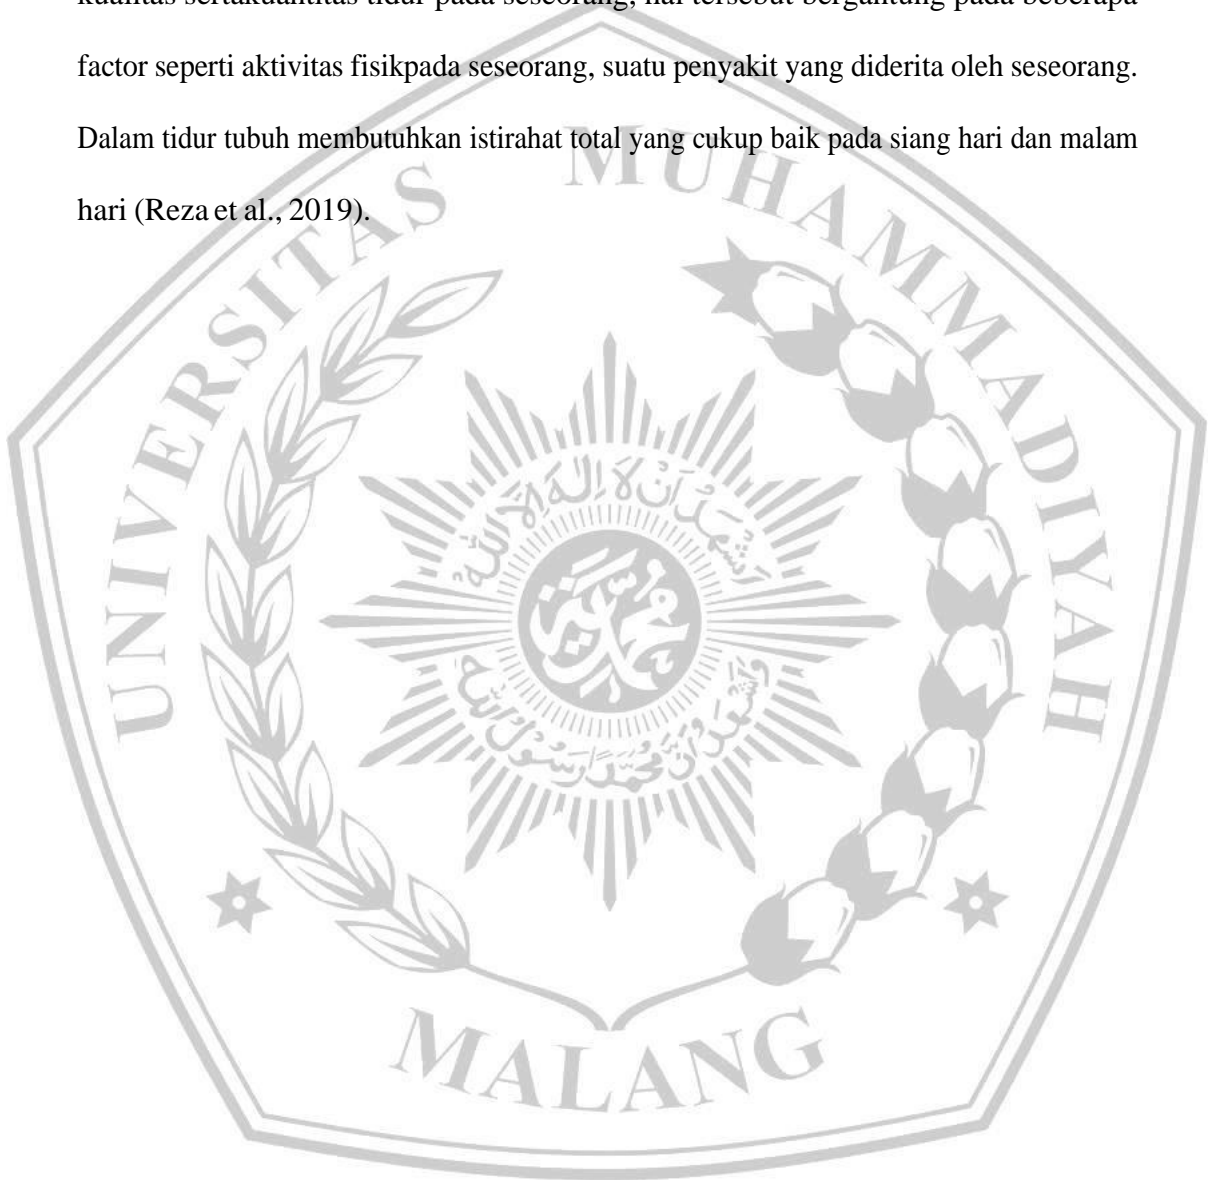 kualitas sertakuantitas tidur pada seseorang, hal tersebut bergantung pada beberapa
factor seperti aktivitas fisikpada seseorang, suatu penyakit yang diderita oleh seseorang.
Dalam tidur tubuh membutuhkan istirahat total yang cukup baik pada siang hari dan malam
hari (Reza et al., 2019).
UNIVERSITAS MUHAMMADIYAH
MALANG